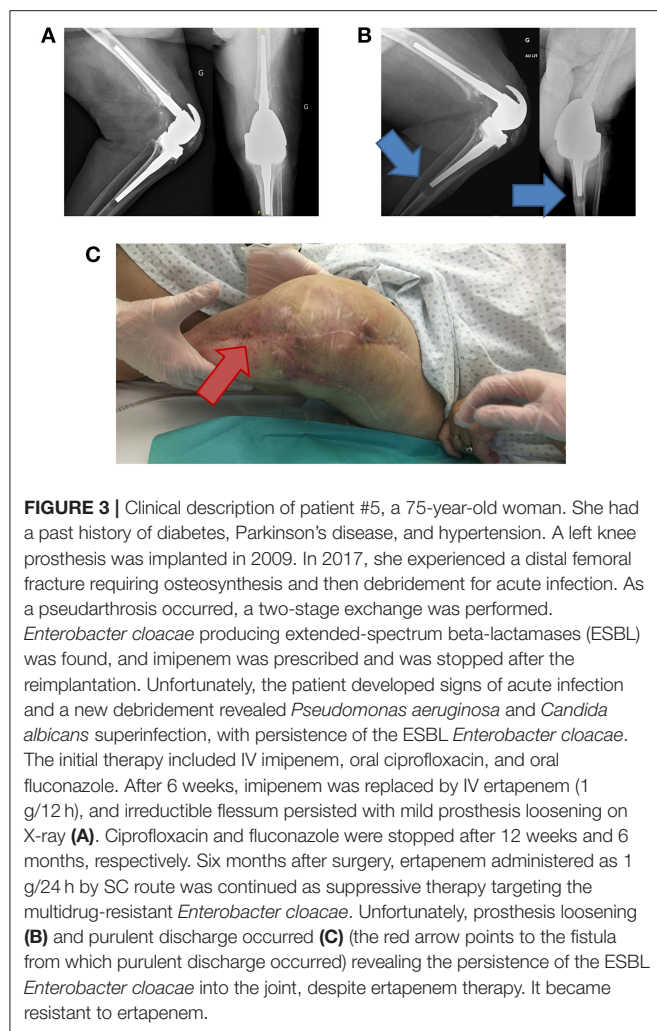 A
B
G
G
G
AU LIT
C
FIGURE 3 | Clinical description of patient #5, a 75-year-old woman. She had
a past history of diabetes, Parkinson’s disease, and hypertension. A left knee
prosthesis was implanted in 2009. In 2017, she experienced a distal femoral
fracture requiring osteosynthesis and then debridement for acute infection. As
a pseudarthrosis occurred, a two-stage exchange was performed.
Enterobacter cloacae producing extended-spectrum beta-lactamases (ESBL)
was found, and imipenem was prescribed and was stopped after the
reimplantation. Unfortunately, the patient developed signs of acute infection
and a new debridement revealed Pseudomonas aeruginosa and Candida
albicans superinfection, with persistence of the ESBL Enterobacter cloacae.
The initial therapy included IV imipenem, oral ciprofloxacin, and oral
fluconazole. After 6 weeks, imipenem was replaced by IV ertapenem (1
g/12 h), and irreductible flessum persisted with mild prosthesis loosening on
X-ray (A). Ciprofloxacin and fluconazole were stopped after 12 weeks and 6
months, respectively. Six months after surgery, ertapenem administered as 1
g/24 h by SC route was continued as suppressive therapy targeting the
multidrug-resistant Enterobacter cloacae. Unfortunately, prosthesis loosening
(B) and purulent discharge occurred (C) (the red arrow points to the fistula
from which purulent discharge occurred) revealing the persistence of the ESBL
Enterobacter cloacae into the joint, despite ertapenem therapy. It became
resistant to ertapenem.